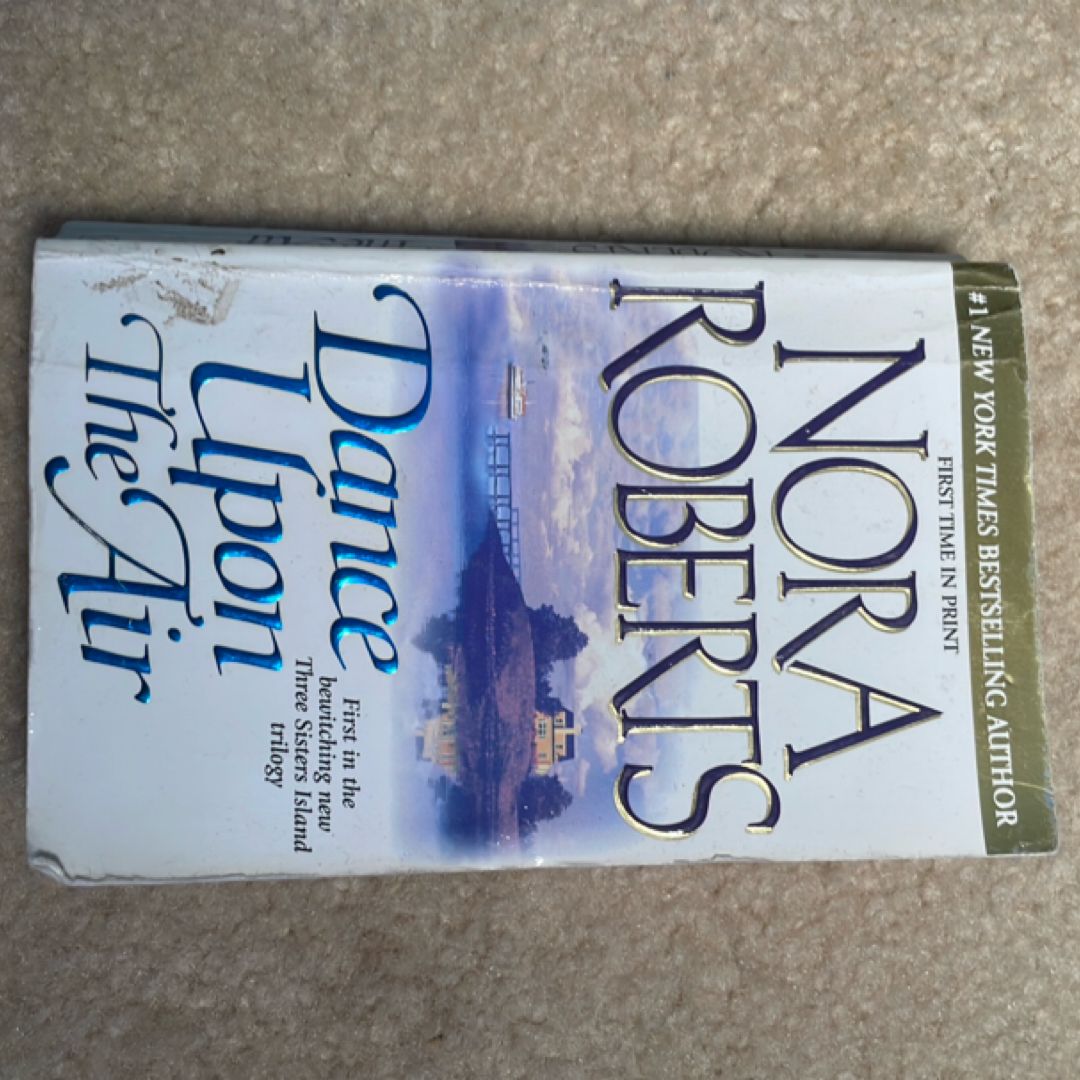 #1 NEW YORK TIMES BESTSELLING AUTHOR
FIRST TIME IN PRINT
NORA
ROBERTS
Dance
Upon
The Air
First in the
bewitching new
Three Sisters Island
trilogy